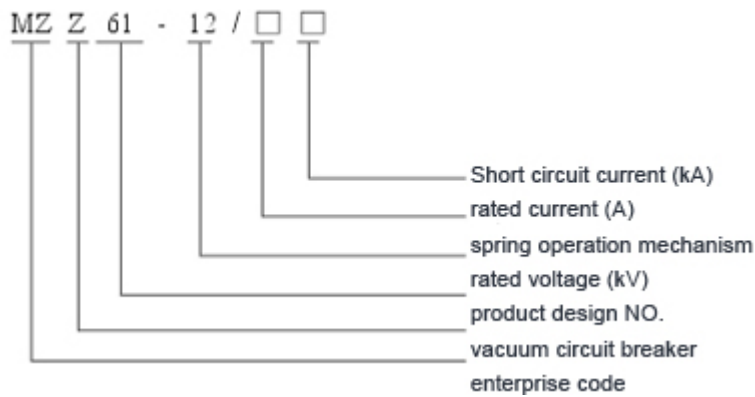 MZ Z 61 - 12 / □ □
Short circuit current (kA)
rated current (A)
spring operation mechanism
rated voltage (kV)
product design NO.
vacuum circuit breaker
enterprise code